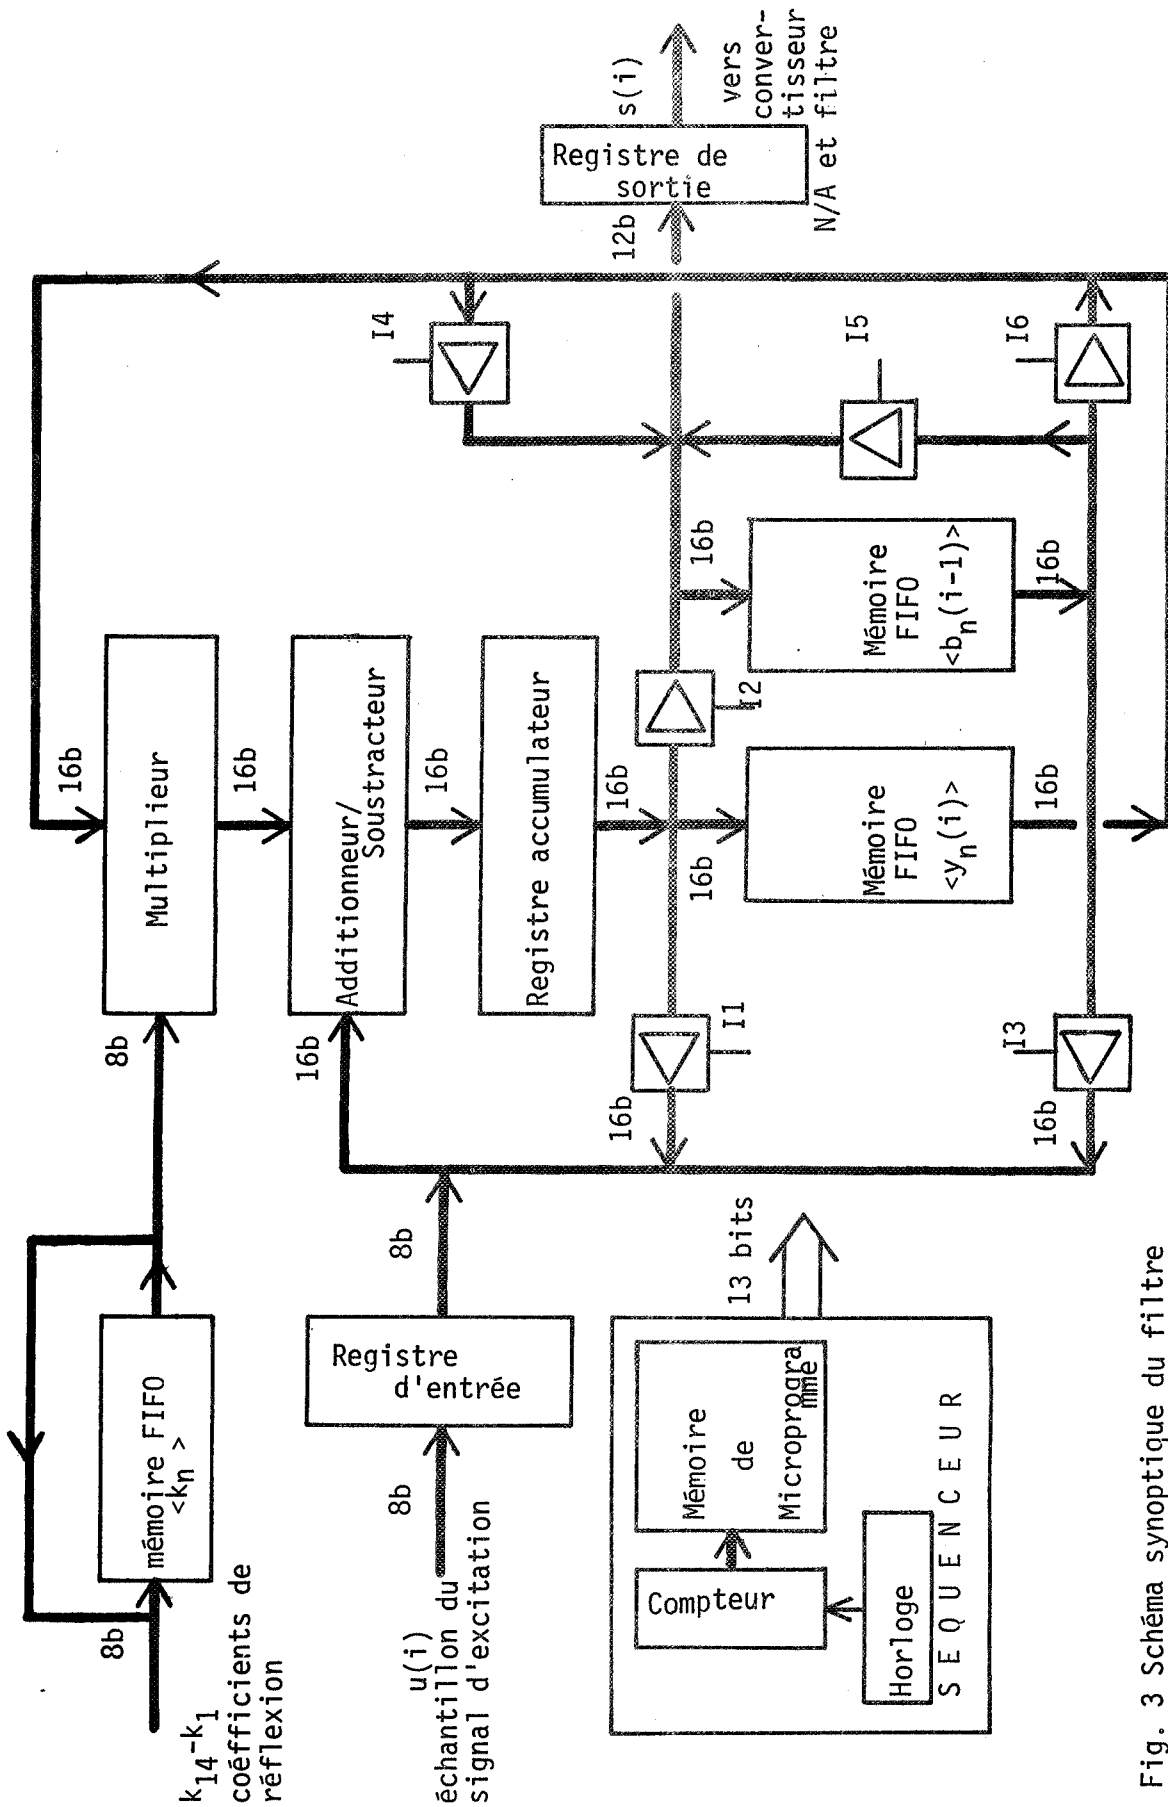 k14-k1
coéfficients de
réflexion
8b
mémoire FIFO
<kn >
8b
Multiplieur
16b
16b
u(i)
échantillon du
signal d'excitation
8b
Registre
d'entrée
8b
16b
Additionneur/
Soustracteur
16b
Registre accumulateur
16b
16b
I1
16b
I2
16b
I4
12b
Registre de
sortie
s(i)
vers
conver-
tisseur
N/A et filtre
Mémoire
FIFO
<yn(i)>
16b
Mémoire
FIFO
<bn(i-1)>
16b
I5
I3
16b
I6
Compteur
Horloge
Mémoire
de
Microprogra
mme
SEQUENCEUR
13 bits
Fig. 3 Schéma synoptique du filtre